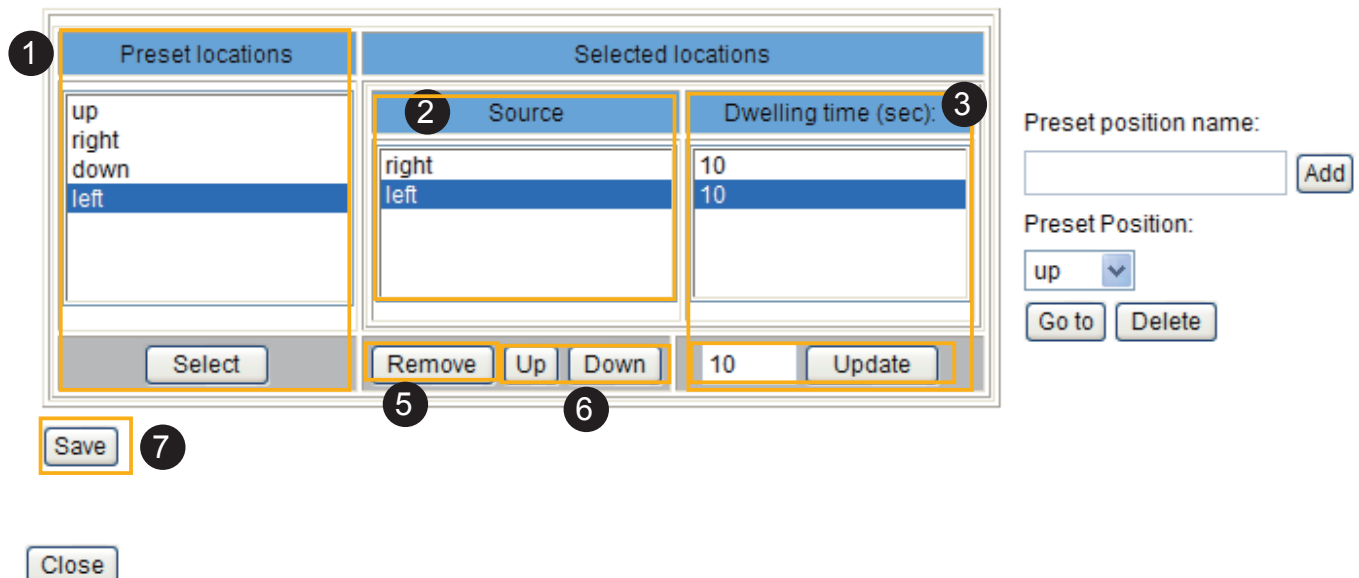 1
Preset locations
Selected locations
up
right
down
left
2
Source
right
left
Dwelling time (sec):
3
10
10
Select
Remove
Up
Down
10
Update
5
6
Save
7
Close
Preset position name:
Add
Preset Position:
up
Go to
Delete